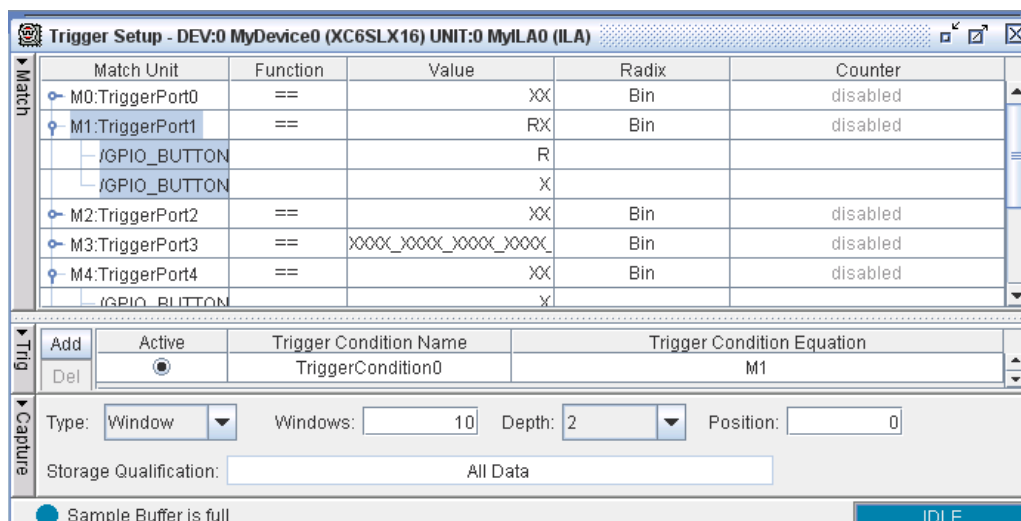 Trigger Setup - DEV:0 MyDevice0 (XC6SLX16) UNIT:0 MyILA0 (ILA)
Match
Match Unit Function Value Radix Counter
M0:TriggerPort0 == XX Bin disabled
M1:TriggerPort1 == RX Bin disabled
/GPIO_BUTTON R
/GPIO_BUTTON X
M2:TriggerPort2 == XX Bin disabled
M3:TriggerPort3 == XXXX_XXXX_XXXX_XXXX_ Bin disabled
M4:TriggerPort4 == XX Bin disabled
/GPIO_BUTTON X
Trig
Add Active Trigger Condition Name Trigger Condition Equation
Del TriggerCondition0 M1
Capture
Type: Window Windows: 10 Depth: 2 Position: 0
Storage Qualification: All Data
Sample Buffer is full IDLE